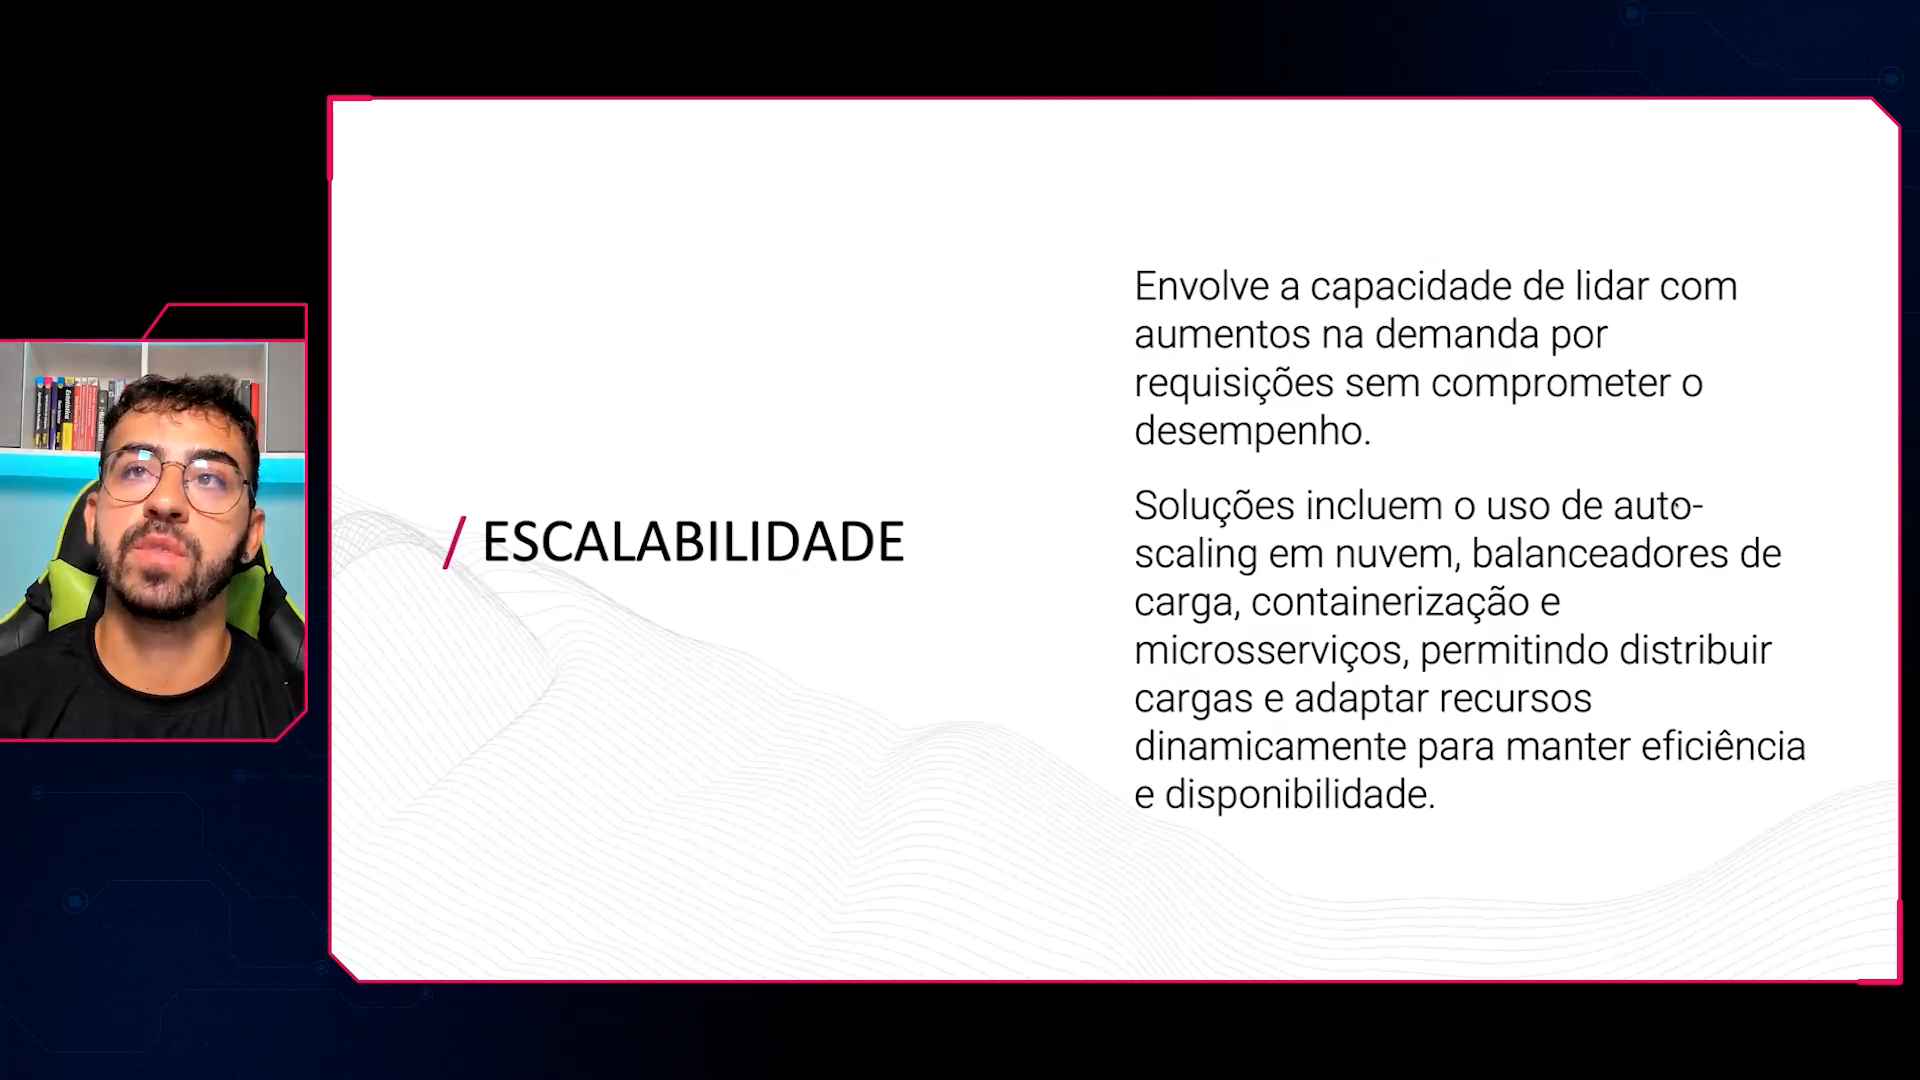 / ESCALABILIDADE
Envolve a capacidade de lidar com
aumentos na demanda por
requisições sem comprometer o
desempenho.
Soluções incluem o uso de auto-
scaling em nuvem, balanceadores de
carga, containerização e
microsserviços, permitindo distribuir
cargas e adaptar recursos
dinamicamente para manter eficiência
e disponibilidade.